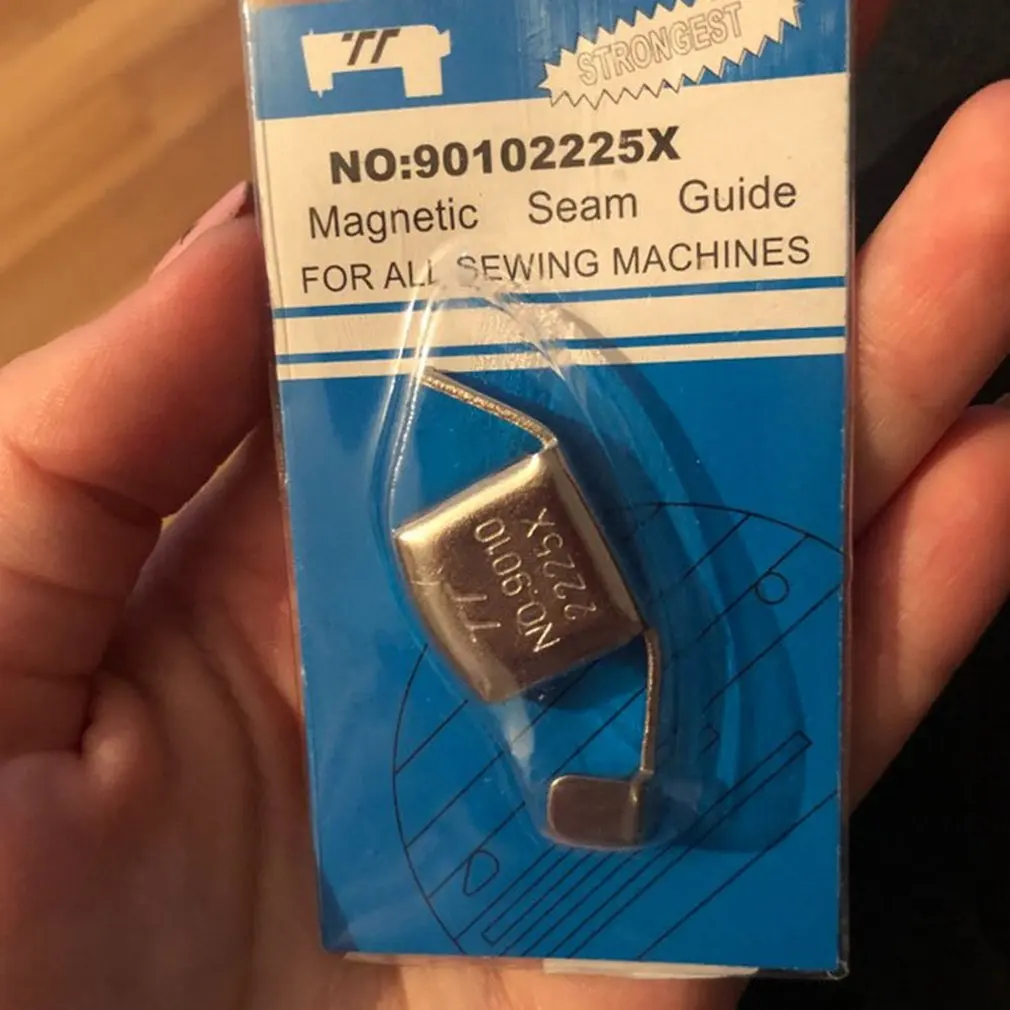 TT
STRONGEST
NO:90102225X
Magnetic Seam Guide
FOR ALL SEWING MACHINES
TT
NO.9010
2225X